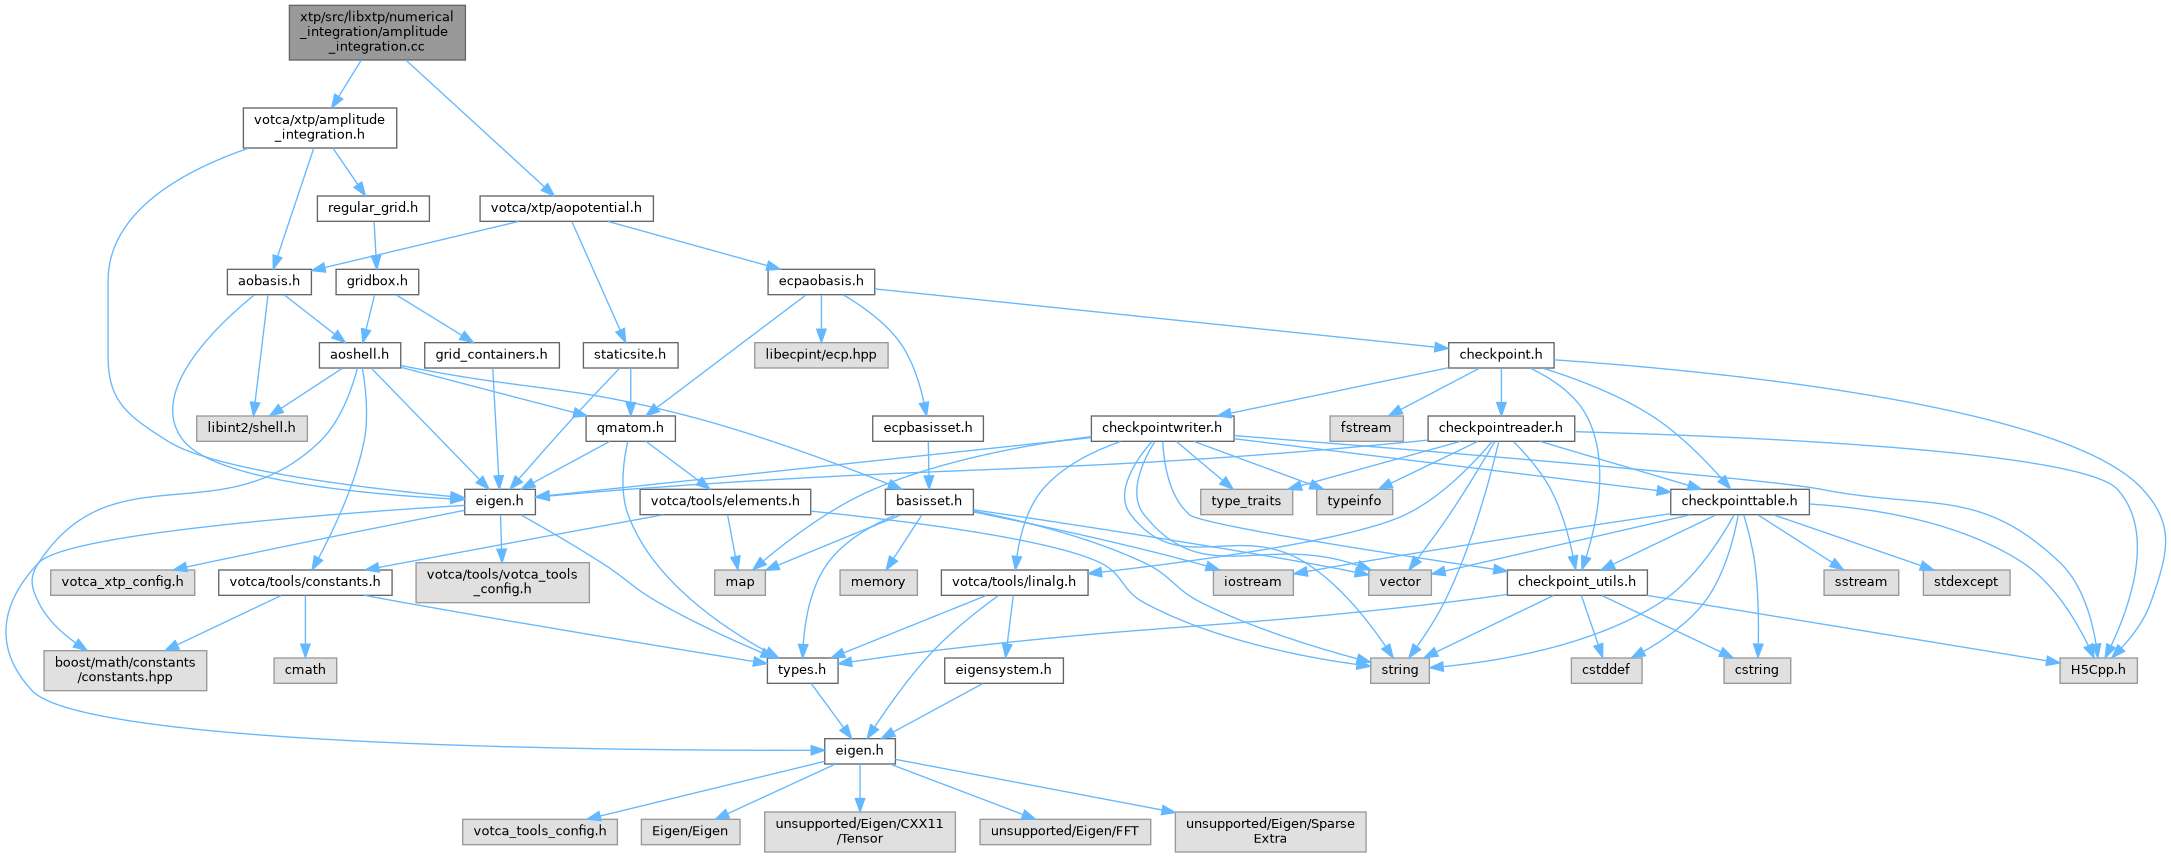 xtp/src/libxtp/numerical
_integration/amplitude
_integration.cc
votca/xtp/amplitude
_integration.h
regular_grid.h
votca/xtp/aopotential.h
aobasis.h
gridbox.h
ecpaobasis.h
aoshell.h
grid_containers.h
staticsite.h
libecpint/ecp.hpp
checkpoint.h
libint2/shell.h
qmatom.h
ecpbasisset.h
checkpointwriter.h
fstream
checkpointreader.h
eigen.h
votca/tools/elements.h
basisset.h
type_traits
typeinfo
checkpointtable.h
votca_xtp_config.h
votca/tools/constants.h
votca/tools/votca_tools
_config.h
map
memory
votca/tools/linalg.h
iostream
vector
checkpoint_utils.h
sstream
stdexcept
boost/math/constants
/constants.hpp
cmath
types.h
eigensystem.h
string
cstddef
cstring
H5Cpp.h
eigen.h
votca_tools_config.h
Eigen/Eigen
unsupported/Eigen/CXX11
/Tensor
unsupported/Eigen/FFT
unsupported/Eigen/Sparse
Extra